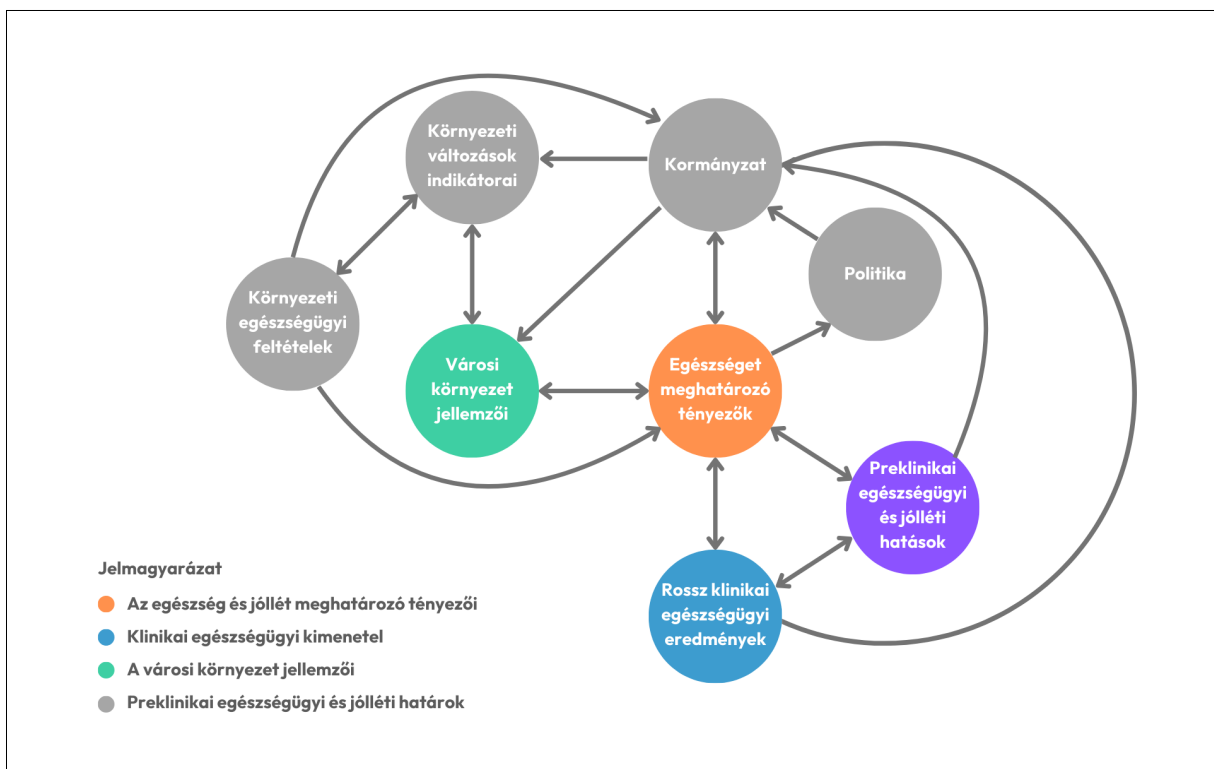 Környezeti
változások
indikátorai
Kormányzat
Politika
Környezeti
egészségügyi
feltételek
Városi
környezet
jellemzői
Egészséget
meghatározó
tényezők
Preklinikai
egészségügyi
és jólléti
hatások
Rossz klinikai
egészségügyi
eredmények
Jelmagyarázat
Az egészség és jóllét meghatározó tényezői
Klinikai egészségügyi kimenetel
A városi környezet jellemzői
Preklinikai egészségügyi és jólléti határok